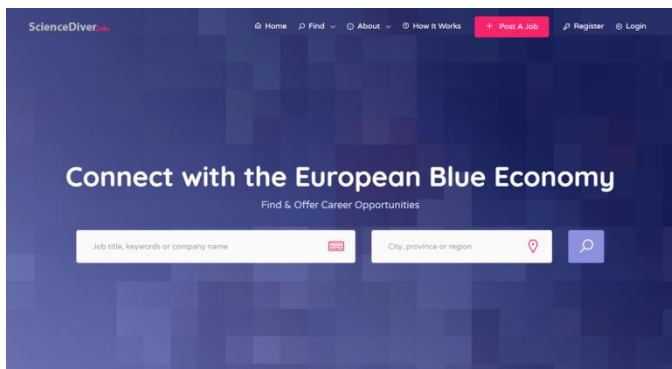 ScienceDiver.jobs
Home Find About How It Works + Post A Job Register Login
Connect with the European Blue Economy
Find & Offer Career Opportunities
Job title, keywords or company name
City, province or region